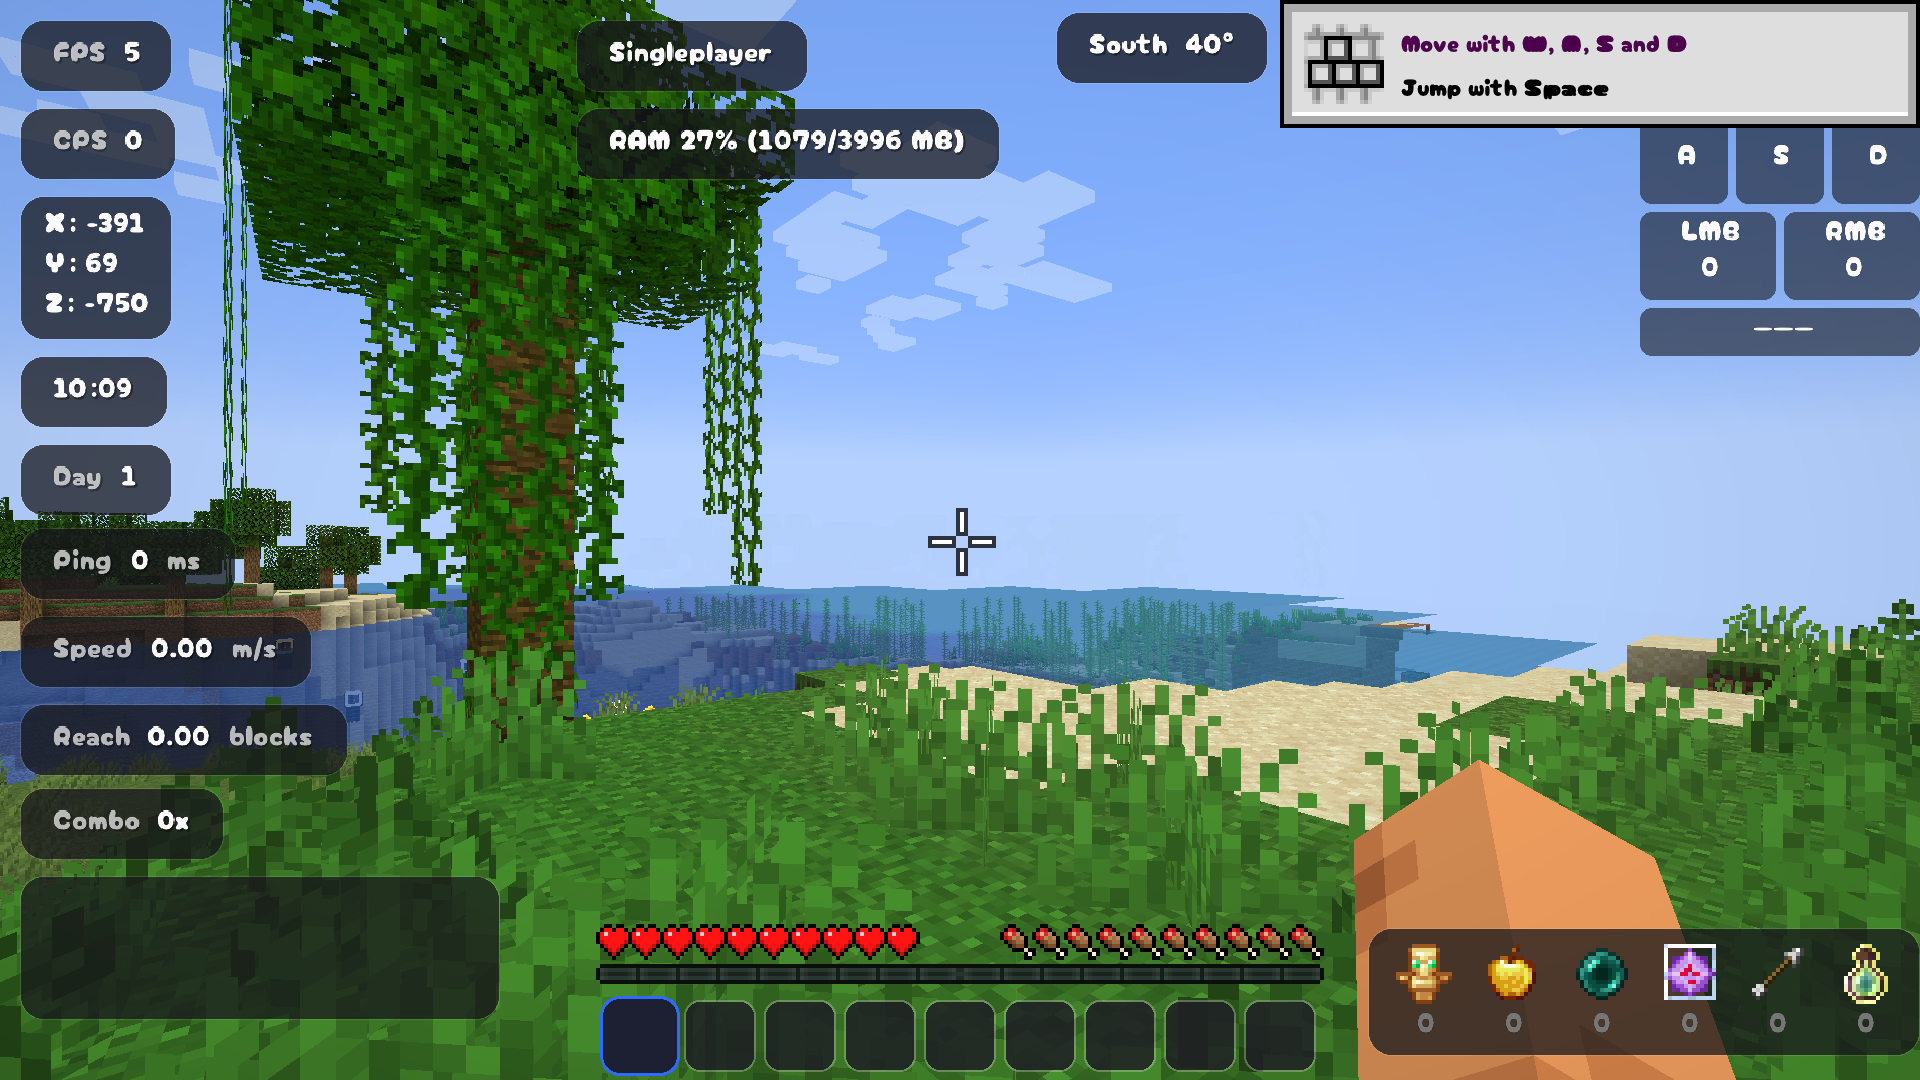 FPS 5
CPS 0
X: -391
Y: 69
Z: -750
10:09
Day 1
Ping 0 ms
Speed 0.00 m/s
Reach 0.00 blocks
Combo 0x
Singleplayer
RAM 27% (1079/3996 MB)
South 40°
Move with W, A, S and D
Jump with Space
A S D
LMB RMB
0 0
0 0 0 0 0 0